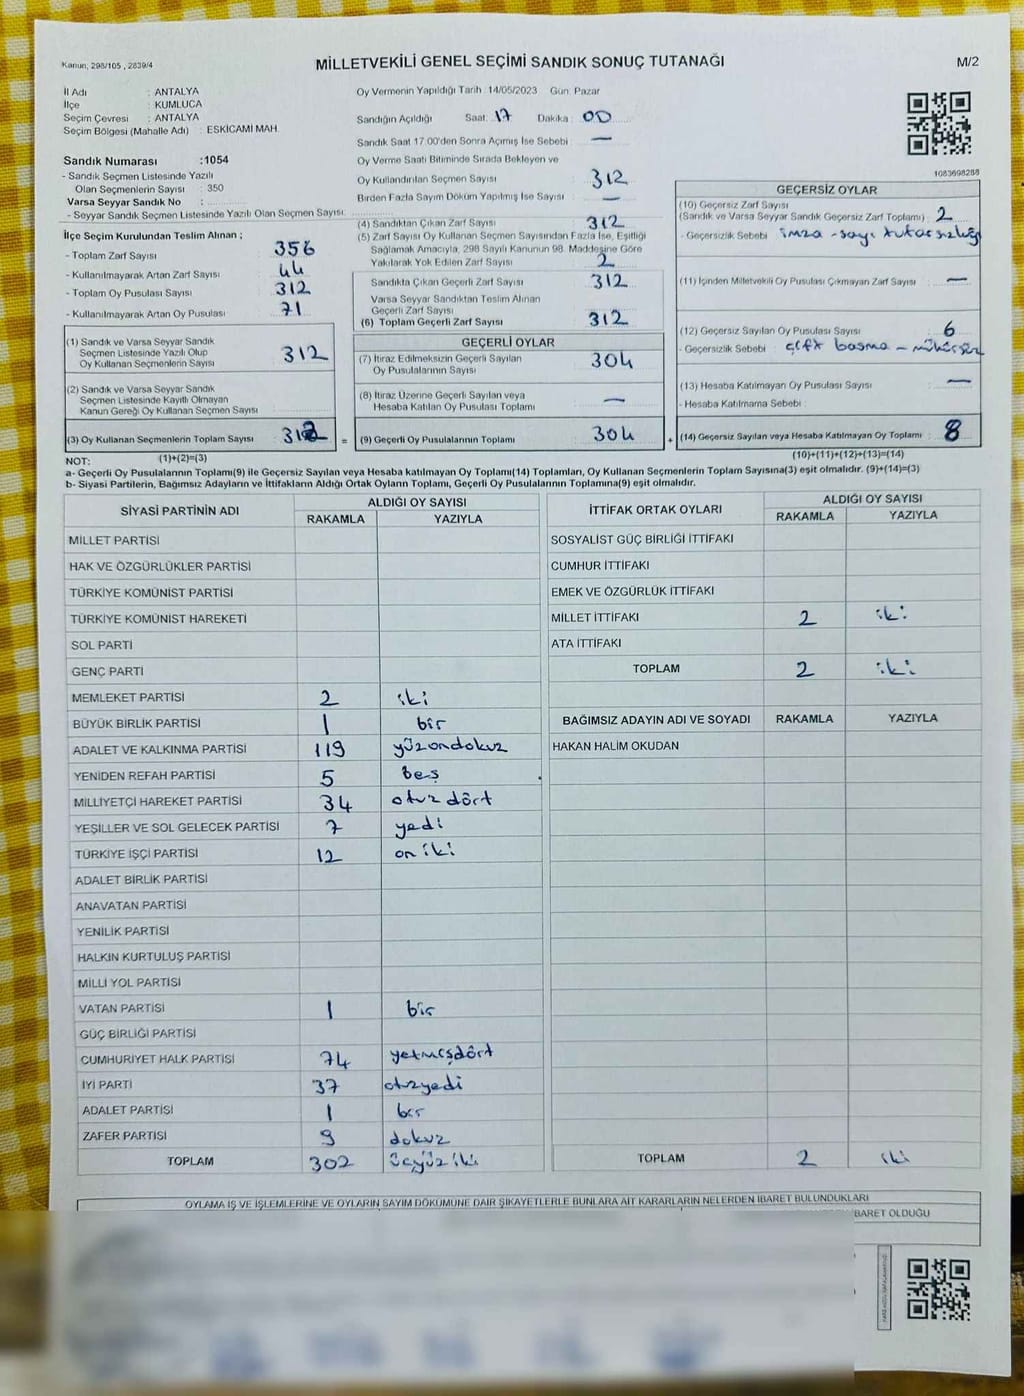 Kanun; 298/105 , 2839/4
MİLLETVEKİLİ GENEL SEÇİMİ SANDIK SONUÇ TUTANAĞI
M/2
İl Adı : ANTALYA
İlçe : KUMLUCA
Seçim Çevresi : ANTALYA
Seçim Bölgesi (Mahalle Adı) : ESKİCAMİ MAH.
Sandık Numarası :1054
- Sandık Seçmen Listesinde Yazılı
Olan Seçmenlerin Sayısı : 350
Varsa Seyyar Sandık No :
- Seyyar Sandık Seçmen Listesinde Yazılı Olan Seçmen Sayısı:
İlçe Seçim Kurulundan Teslim Alınan ;
- Toplam Zarf Sayısı : 356
- Kullanılmayarak Artan Zarf Sayısı : 44
- Toplam Oy Pusulası Sayısı : 312
- Kullanılmayarak Artan Oy Pusulası : 71
Oy Vermenin Yapıldığı Tarih :14/05/2023 Gün: Pazar
Sandığın Açıldığı Saat: 17 Dakika: 00
Sandık Saat 17.00'den Sonra Açımış İse Sebebi : —
Oy Verme Saati Bitiminde Sırada Bekleyen ve
Oy Kullandırılan Seçmen Sayısı : 312
Birden Fazla Sayım Döküm Yapılmış İse Sayısı : —
(4) Sandıktan Çıkan Zarf Sayısı : 312
(5) Zarf Sayısı Oy Kullanan Seçmen Sayısından Fazla İse, Eşitliği
Sağlamak Amacıyla, 298 Sayılı Kanunun 98. Maddesine Göre
Yakılarak Yok Edilen Zarf Sayısı : 2
Sandıkta Çıkan Geçerli Zarf Sayısı : 312
Varsa Seyyar Sandıktan Teslim Alınan
Geçerli Zarf Sayısı :
(6) Toplam Geçerli Zarf Sayısı : 312
1083698288
GEÇERSİZ OYLAR
(10) Geçersiz Zarf Sayısı
(Sandık ve Varsa Seyyar Sandık Geçersiz Zarf Toplamı) : 2
- Geçersizlik Sebebi : imza - sayı tutarsızlığı
(11) İçinden Milletvekili Oy Pusulası Çıkmayan Zarf Sayısı : —
(12) Geçersiz Sayılan Oy Pusulası Sayısı : 6
- Geçersizlik Sebebi : çift basma - mühürsüz
(13) Hesaba Katılmayan Oy Pusulası Sayısı : —
- Hesaba Katılmama Sebebi :
(14) Geçersiz Sayılan veya Hesaba Katılmayan Oy Toplamı : 8
(10)+(11)+(12)+(13)=(14)
(1) Sandık ve Varsa Seyyar Sandık
Seçmen Listesinde Yazılı Olup
Oy Kullanan Seçmenlerin Sayısı : 312
(2) Sandık ve Varsa Seyyar Sandık
Seçmen Listesinde Kayıtlı Olmayan
Kanun Gereği Oy Kullanan Seçmen Sayısı :
(3) Oy Kullanan Seçmenlerin Toplam Sayısı : 312 =
GEÇERLİ OYLAR
(7) İtiraz Edilmeksizin Geçerli Sayılan
Oy Pusulalarının Sayısı : 304
(8) İtiraz Üzerine Geçerli Sayılan veya
Hesaba Katılan Oy Pusulası Toplamı : —
(9) Geçerli Oy Pusulalarının Toplamı : 304 +
NOT: (1)+(2)=(3)
a- Geçerli Oy Pusulalarının Toplamı(9) ile Geçersiz Sayılan veya Hesaba katılmayan Oy Toplamı(14) Toplamları, Oy Kullanan Seçmenlerin Toplam Sayısına(3) eşit olmalıdır. (9)+(14)=(3)
b- Siyasi Partilerin, Bağımsız Adayların ve İttifakların Aldığı Ortak Oyların Toplamı, Geçerli Oy Pusulalarının Toplamına(9) eşit olmalıdır.
SİYASİ PARTİNİN ADI ALDIĞI OY SAYISI
RAKAMLA YAZIYLA
MİLLET PARTİSİ
HAK VE ÖZGÜRLÜKLER PARTİSİ
TÜRKİYE KOMÜNİST PARTİSİ
TÜRKİYE KOMÜNİST HAREKETİ
SOL PARTİ
GENÇ PARTİ
MEMLEKET PARTİSİ 2 iki
BÜYÜK BİRLİK PARTİSİ 1 bir
ADALET VE KALKINMA PARTİSİ 119 yüzondokuz
YENİDEN REFAH PARTİSİ 5 beş
MİLLİYETÇİ HAREKET PARTİSİ 34 otuz dört
YEŞİLLER VE SOL GELECEK PARTİSİ 7 yedi
TÜRKİYE İŞÇİ PARTİSİ 12 on iki
ADALET BİRLİK PARTİSİ
ANAVATAN PARTİSİ
YENİLİK PARTİSİ
HALKIN KURTULUŞ PARTİSİ
MİLLİ YOL PARTİSİ
VATAN PARTİSİ 1 bir
GÜÇ BİRLİĞİ PARTİSİ
CUMHURİYET HALK PARTİSİ 74 yetmişdört
İYİ PARTİ 37 otuzyedi
ADALET PARTİSİ 1 bir
ZAFER PARTİSİ 9 dokuz
TOPLAM 302 üçyüz iki
İTTİFAK ORTAK OYLARI ALDIĞI OY SAYISI
RAKAMLA YAZIYLA
SOSYALİST GÜÇ BİRLİĞİ İTTİFAKI
CUMHUR İTTİFAKI
EMEK VE ÖZGÜRLÜK İTTİFAKI
MİLLET İTTİFAKI 2 iki
ATA İTTİFAKI
TOPLAM 2 iki
BAĞIMSIZ ADAYIN ADI VE SOYADI RAKAMLA YAZIYLA
HAKAN HALİM OKUDAN
TOPLAM 2 iki
OYLAMA İŞ VE İŞLEMLERİNE VE OYLARIN SAYIM DÖKÜMÜNE DAİR ŞİKAYETLERLE BUNLARA AİT KARARLARIN NELERDEN İBARET BULUNDUKLARI
BARET OLDUĞU